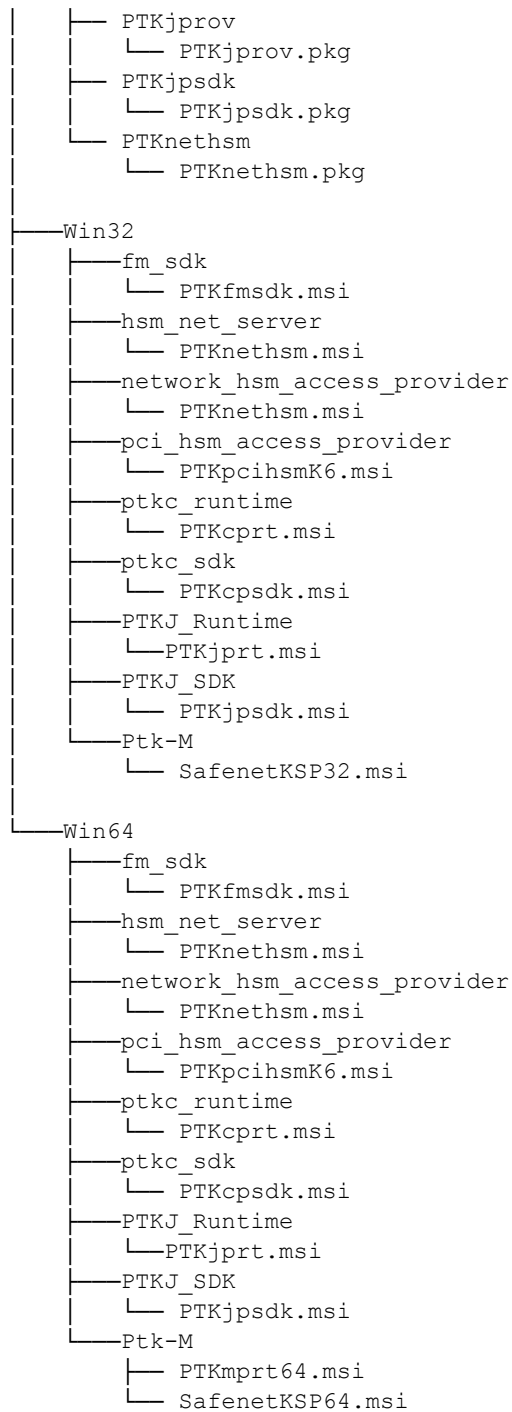 │   ├── PTKjprov
│   │   └── PTKjprov.pkg
│   ├── PTKjpsdk
│   │   └── PTKjpsdk.pkg
│   └── PTKnethsm
│       └── PTKnethsm.pkg
│
├───Win32
│   ├───fm_sdk
│   │   └── PTKfmsdk.msi
│   ├───hsm_net_server
│   │   └── PTKnethsm.msi
│   ├───network_hsm_access_provider
│   │   └── PTKnethsm.msi
│   ├───pci_hsm_access_provider
│   │   └── PTKpcihsmK6.msi
│   ├───ptkc_runtime
│   │   └── PTKcprt.msi
│   ├───ptkc_sdk
│   │   └── PTKcpsdk.msi
│   ├───PTKJ_Runtime
│   │   └──PTKjprt.msi
│   ├───PTKJ_SDK
│   │   └── PTKjpsdk.msi
│   └───Ptk-M
│       └── SafenetKSP32.msi
│
└───Win64
    ├───fm_sdk
    │   └── PTKfmsdk.msi
    ├───hsm_net_server
    │   └── PTKnethsm.msi
    ├───network_hsm_access_provider
    │   └── PTKnethsm.msi
    ├───pci_hsm_access_provider
    │   └── PTKpcihsmK6.msi
    ├───ptkc_runtime
    │   └── PTKcprt.msi
    ├───ptkc_sdk
    │   └── PTKcpsdk.msi
    ├───PTKJ_Runtime
    │   └──PTKjprt.msi
    ├───PTKJ_SDK
    │   └── PTKjpsdk.msi
    └───Ptk-M
        ├── PTKmprt64.msi
        └── SafenetKSP64.msi